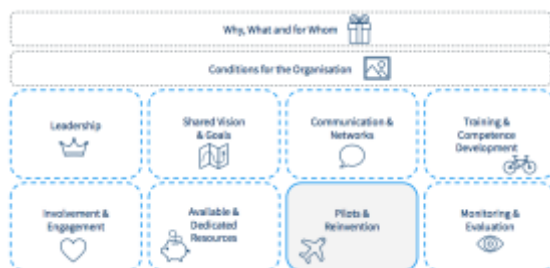 Why, What and for Whom
Conditions for the Organisation
Leadership
Shared Vision
& Goals
Communication &
Networks
Training &
Competence
Development
Involvement &
Engagement
Available &
Dedicated
Resources
Pilots &
Reinvention
Monitoring &
Evaluation